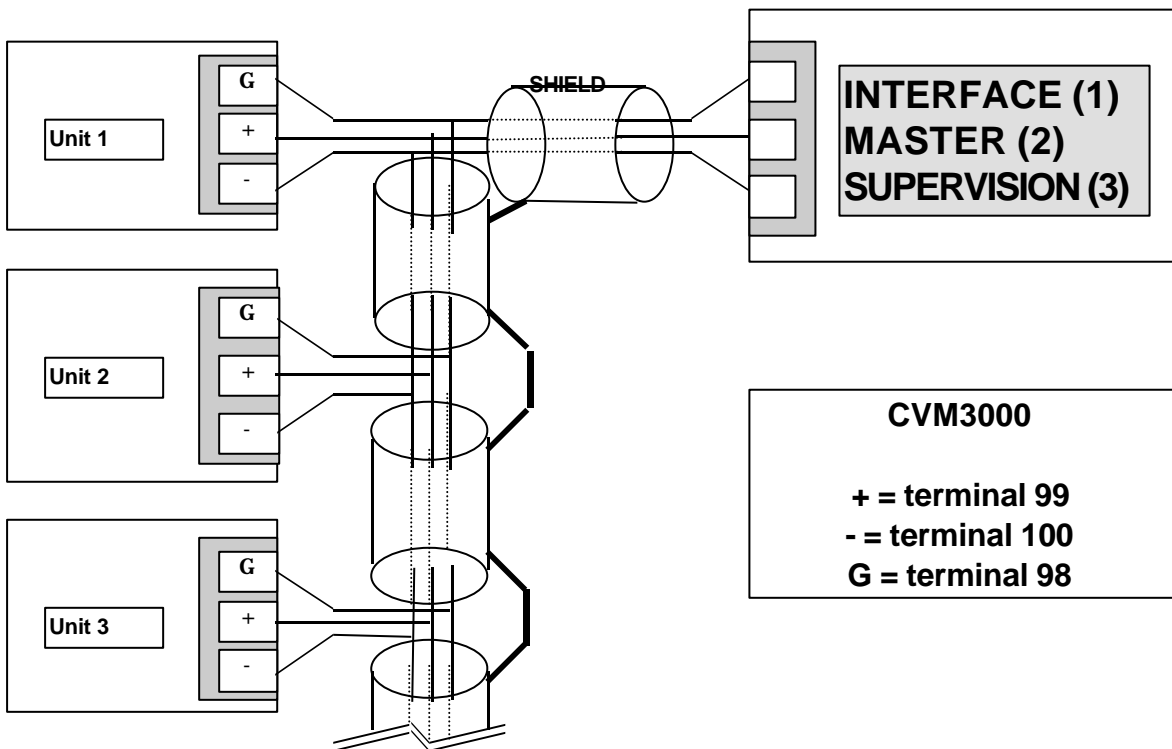 SHIELD
INTERFACE (1)
MASTER (2)
SUPERVISION (3)
G
+
-
Unit 1
G
+
-
Unit 2
G
+
-
Unit 3
CVM3000
+ = terminal 99
- = terminal 100
G = terminal 98